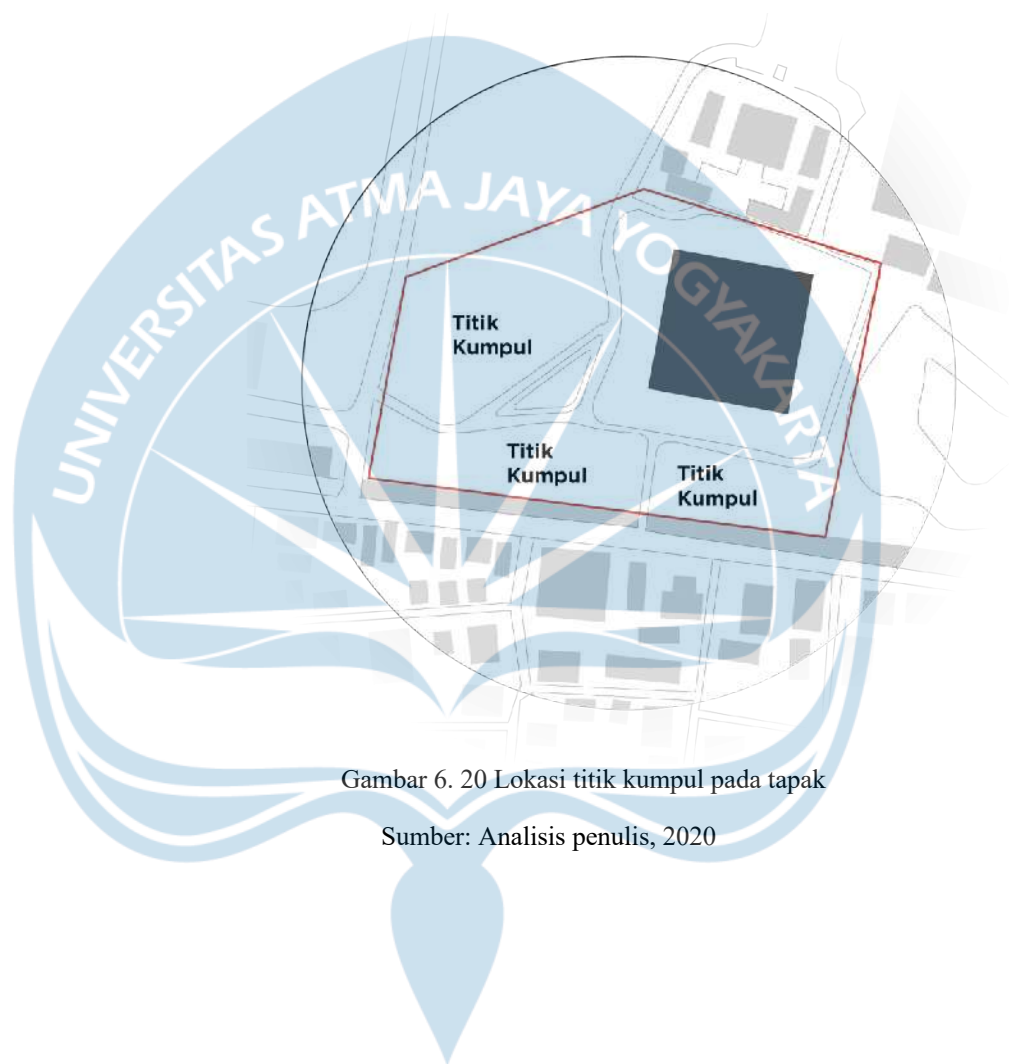 UNIVERSITAS ATMA JAYA YOGYAKARTA
Titik
Kumpul
Titik
Kumpul
Titik
Kumpul
Gambar 6. 20 Lokasi titik kumpul pada tapak
Sumber: Analisis penulis, 2020